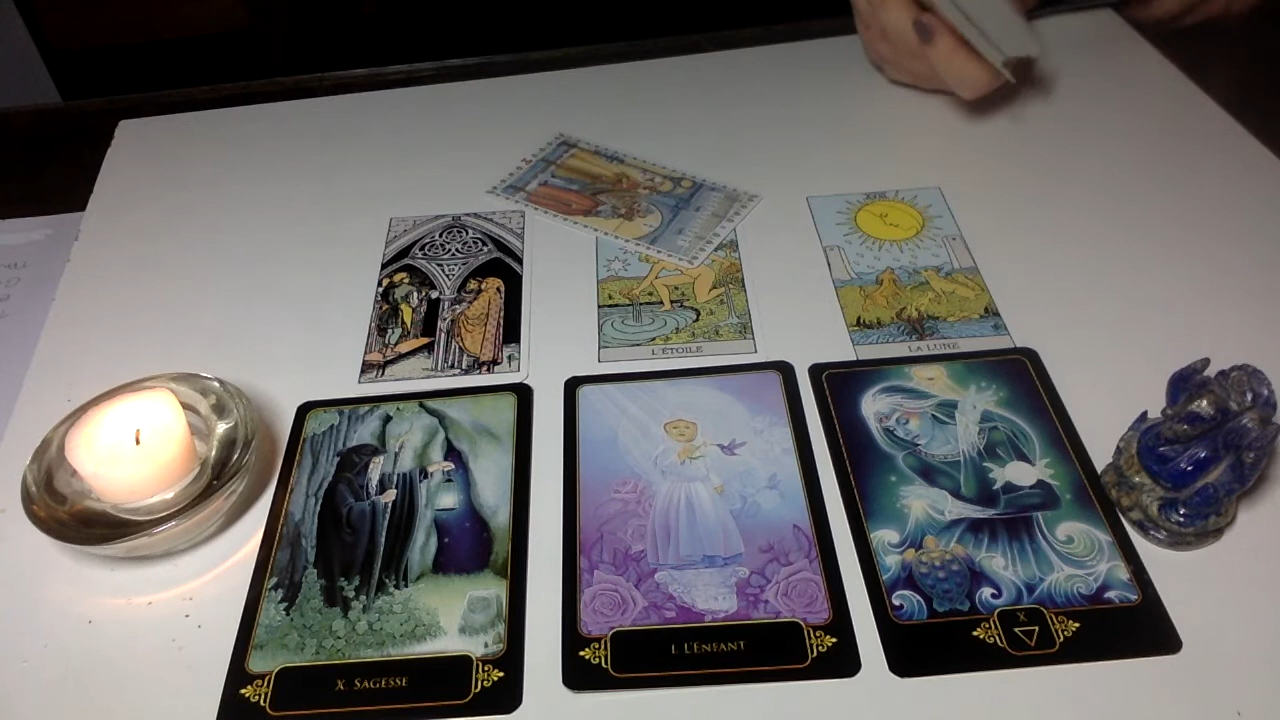 L'ÉTOILE
LA LUNE
X. SAGESSE
I. L'ENFANT
X